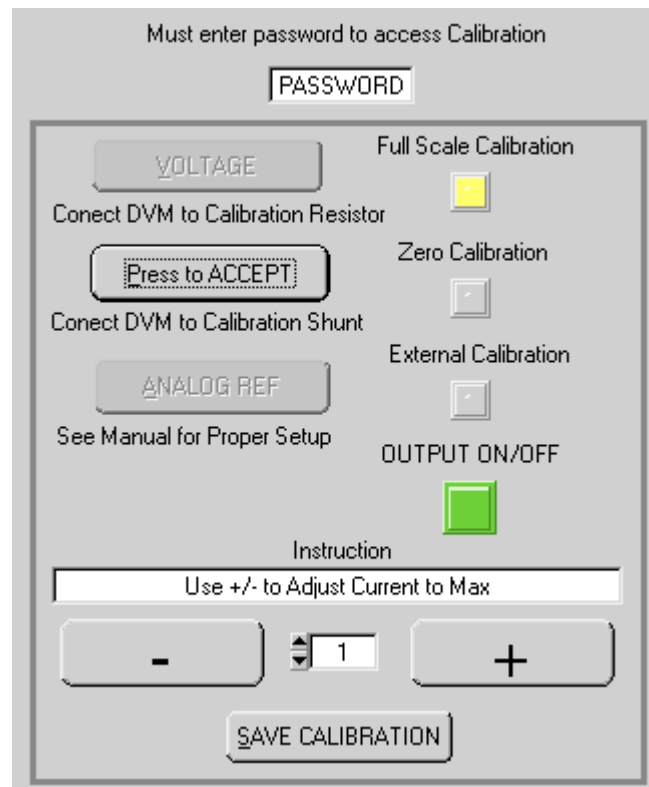 Must enter password to access Calibration
PASSWORD
VOLTAGE
Full Scale Calibration
Conect DVM to Calibration Resistor
Press to ACCEPT
Zero Calibration
Conect DVM to Calibration Shunt
ANALOG REF
External Calibration
See Manual for Proper Setup
OUTPUT ON/OFF
Instruction
Use +/- to Adjust Current to Max
- 1 +
SAVE CALIBRATION